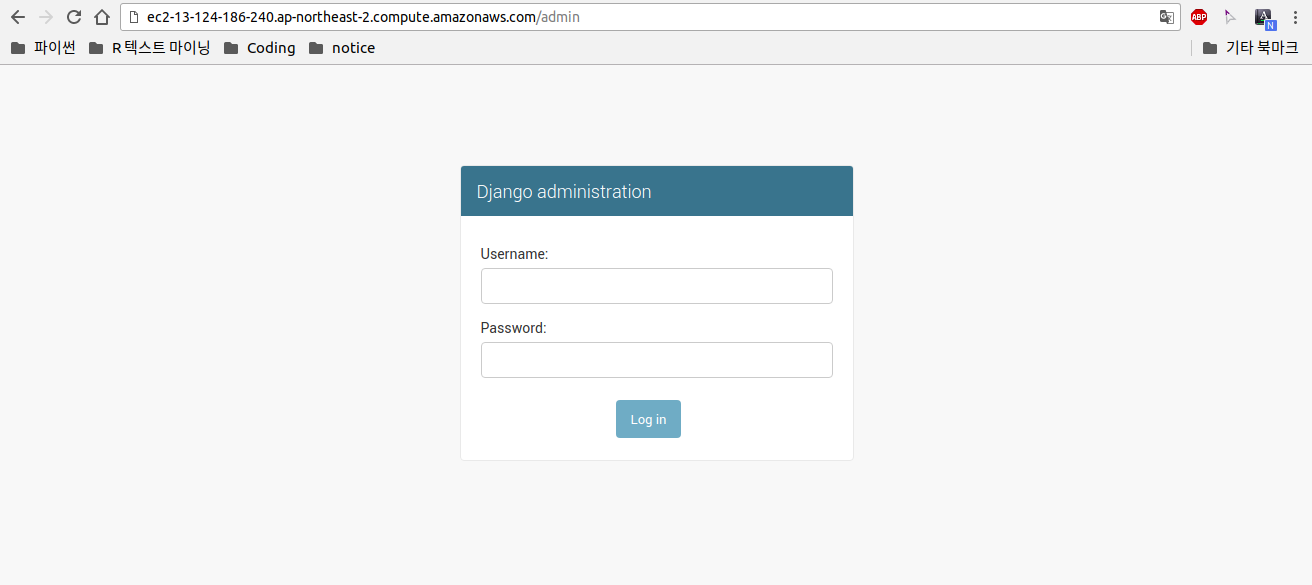 ec2-13-124-186-240.ap-northeast-2.compute.amazonaws.com/admin
ABP
A
N
파이썬 R 텍스트 마이닝 Coding notice 기타 북마크
Django administration
Username:
Password:
Log in